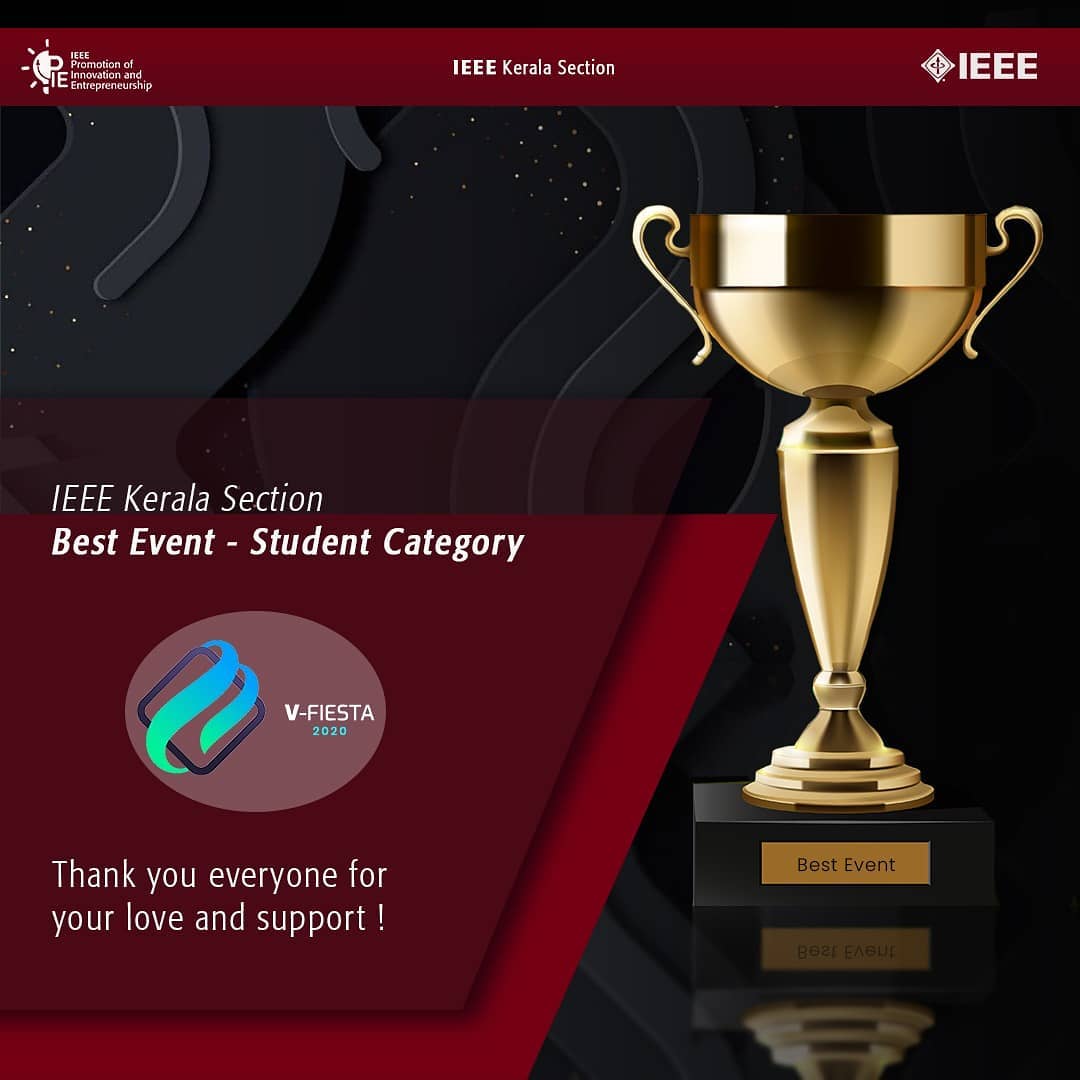 IEEE
Promotion of
Innovation and
Entrepreneurship
PIE
IEEE Kerala Section
IEEE
IEEE Kerala Section
Best Event - Student Category
V-FIESTA
2020
Thank you everyone for
your love and support !
Best Event
Best Event